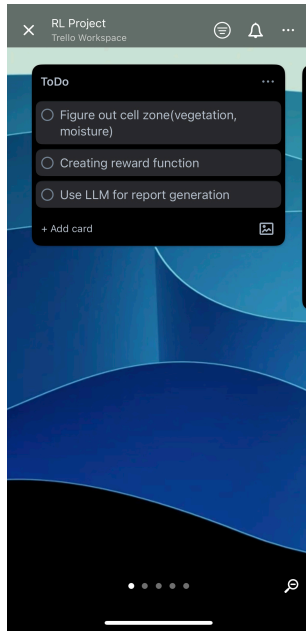 RL Project
Trello Workspace
ToDo
Figure out cell zone(vegetation,
moisture)
Creating reward function
Use LLM for report generation
+ Add card